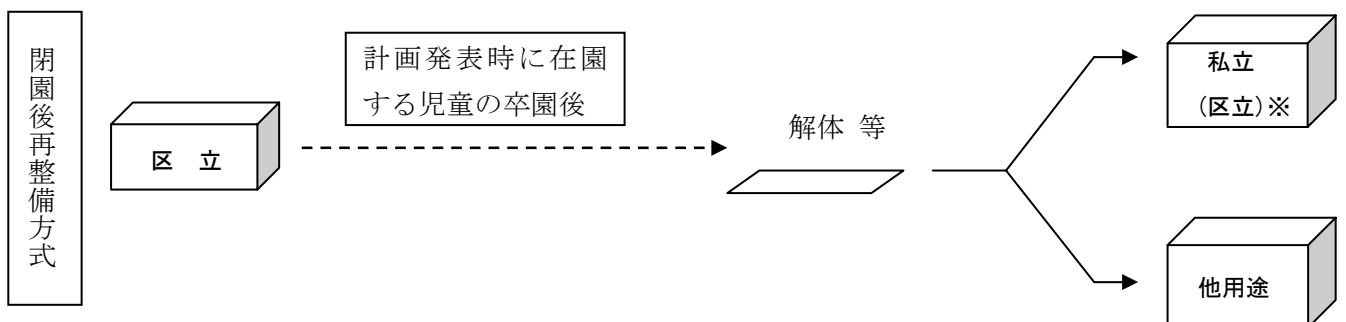 閉園後再整備方式
区 立
計画発表時に在園
する児童の卒園後
解体 等
私立
(区立)※
他用途